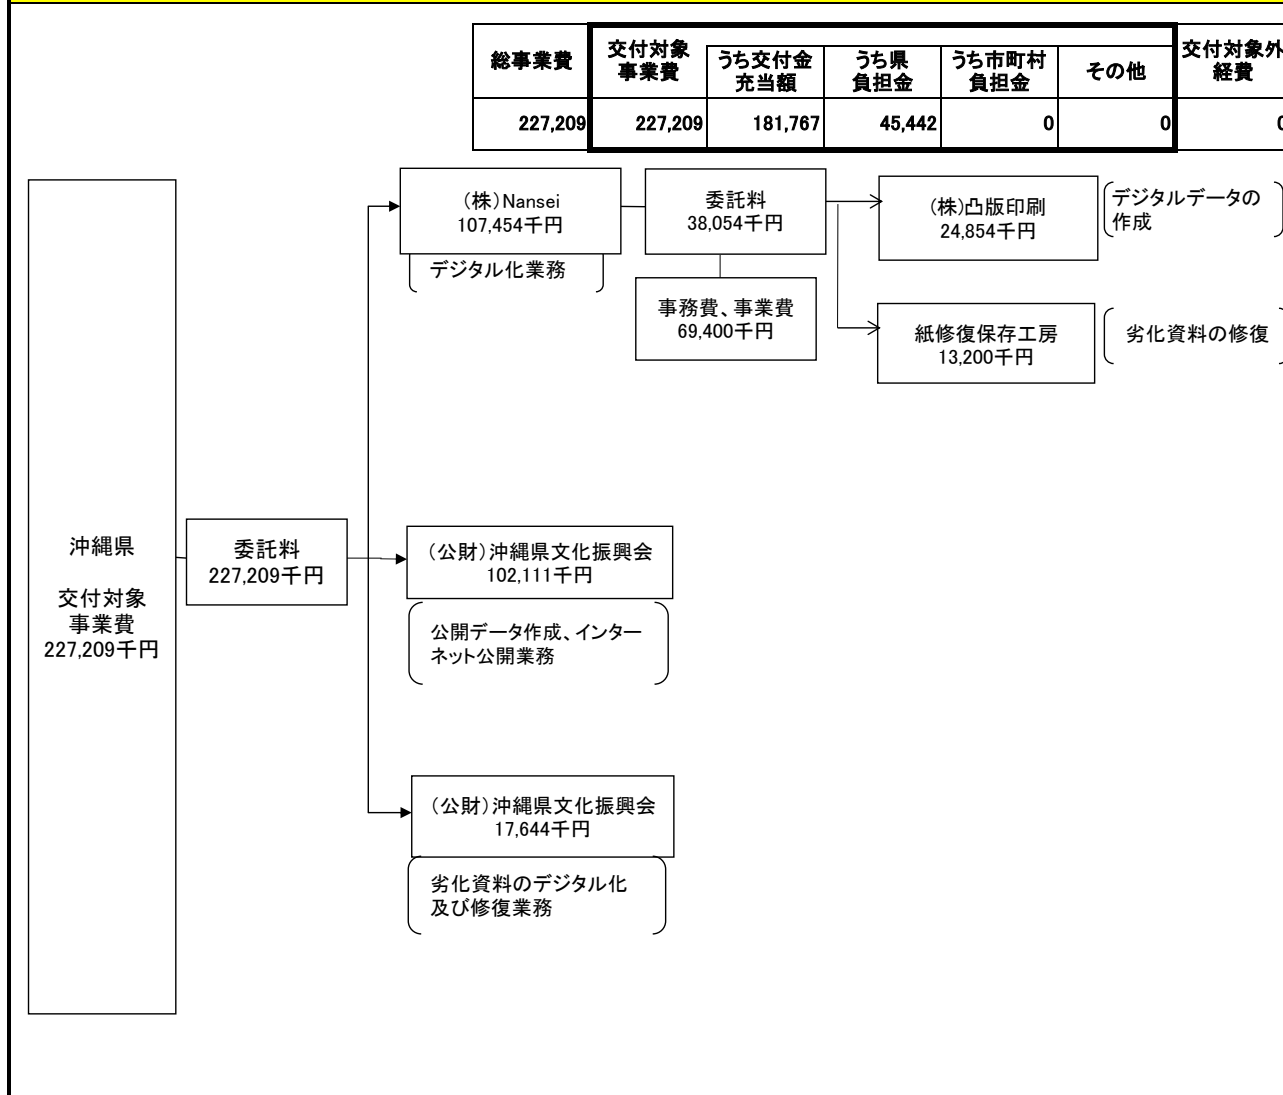 総事業費
交付対象
事業費
うち交付金
充当額
うち県
負担金
うち市町村
負担金
その他
交付対象外
経費
227,209 227,209 181,767 45,442 0 0 0
(株)Nansei
107,454千円
デジタル化業務
委託料
38,054千円
事務費、事業費
69,400千円
(株)凸版印刷
24,854千円
デジタルデータの
作成
紙修復保存工房
13,200千円
劣化資料の修復
沖縄県
交付対象
事業費
227,209千円
委託料
227,209千円
(公財)沖縄県文化振興会
102,111千円
公開データ作成、インター
ネット公開業務
(公財)沖縄県文化振興会
17,644千円
劣化資料のデジタル化
及び修復業務